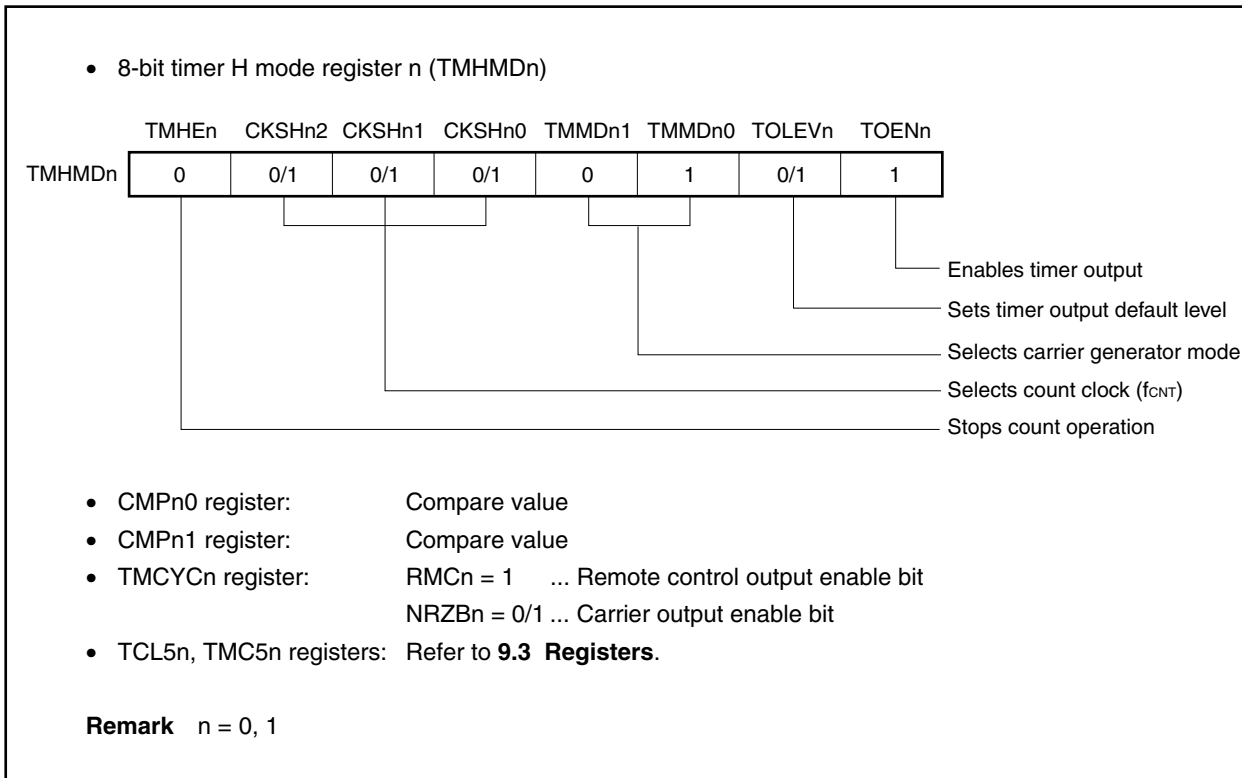 • 8-bit timer H mode register n (TMHMDn)
TMHEn CKSHn2 CKSHn1 CKSHn0 TMMDn1 TMMDn0 TOLEVn TOENn
TMHMDn 0 0/1 0/1 0/1 0 1 0/1 1
Enables timer output
Sets timer output default level
Selects carrier generator mode
Selects count clock (fCNT)
Stops count operation
• CMPn0 register: Compare value
• CMPn1 register: Compare value
• TMCYCn register: RMCn = 1 ... Remote control output enable bit
NRZBn = 0/1 ... Carrier output enable bit
• TCL5n, TMC5n registers: Refer to 9.3 Registers.
Remark n = 0, 1